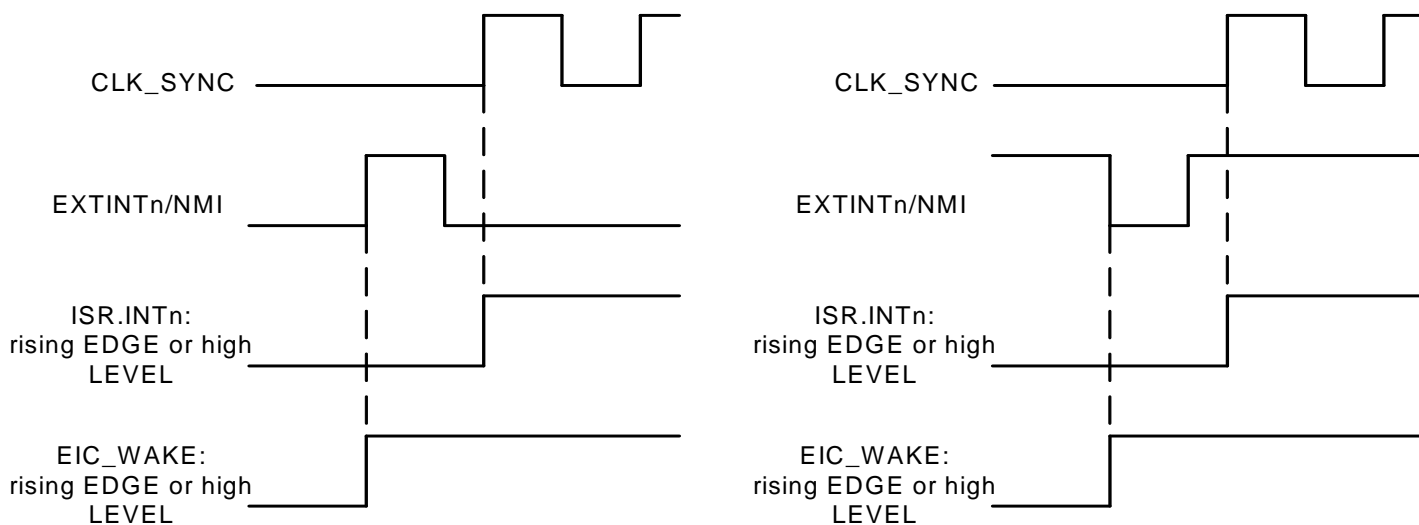 CLK_SYNC
EXTINTn/NMI
ISR.INTn:
rising EDGE or high
LEVEL
EIC_WAKE:
rising EDGE or high
LEVEL
CLK_SYNC
EXTINTn/NMI
ISR.INTn:
rising EDGE or high
LEVEL
EIC_WAKE:
rising EDGE or high
LEVEL